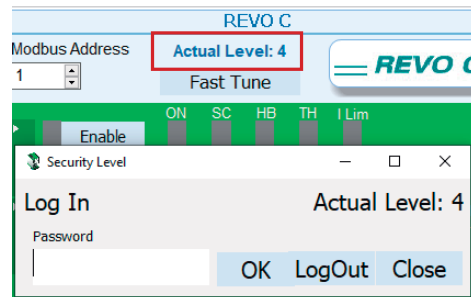 REVO C
Modbus Address
Actual Level: 4
1
Fast Tune
REVO C
ON SC HB TH I Lim
Enable
Security Level
Log In
Actual Level: 4
Password
OK LogOut Close